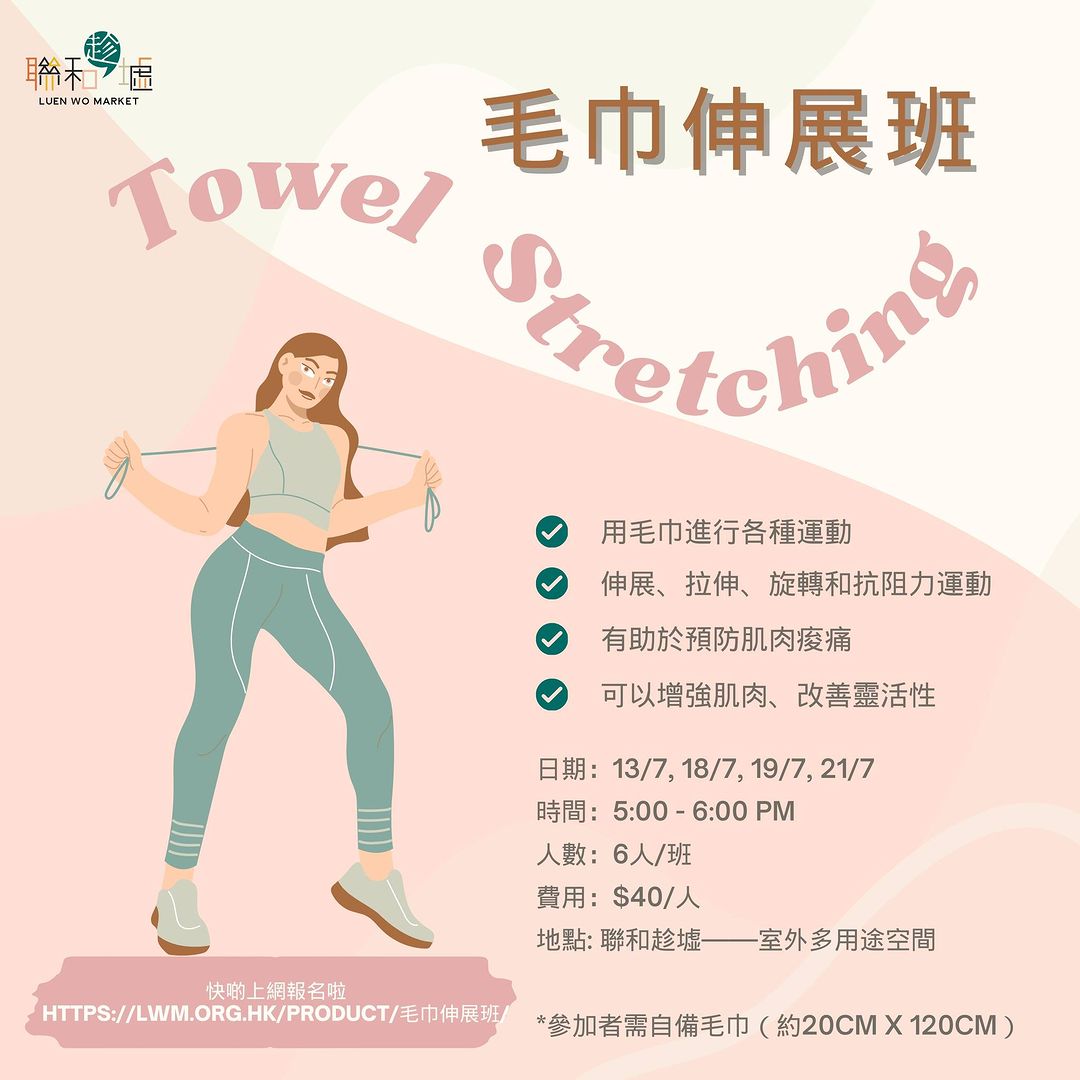 聯和趁墟
LUEN WO MARKET
毛巾伸展班
Towel Stretching
用毛巾進行各種運動
伸展、拉伸、旋轉和抗阻力運動
有助於預防肌肉痠痛
可以增強肌肉、改善靈活性
日期：13/7, 18/7, 19/7, 21/7
時間：5:00 - 6:00 PM
人數：6人/班
費用：$40/人
地點: 聯和趁墟——室外多用途空間
快啲上網報名啦
HTTPS://LWM.ORG.HK/PRODUCT/毛巾伸展班/
*參加者需自備毛巾（約20CM X 120CM）